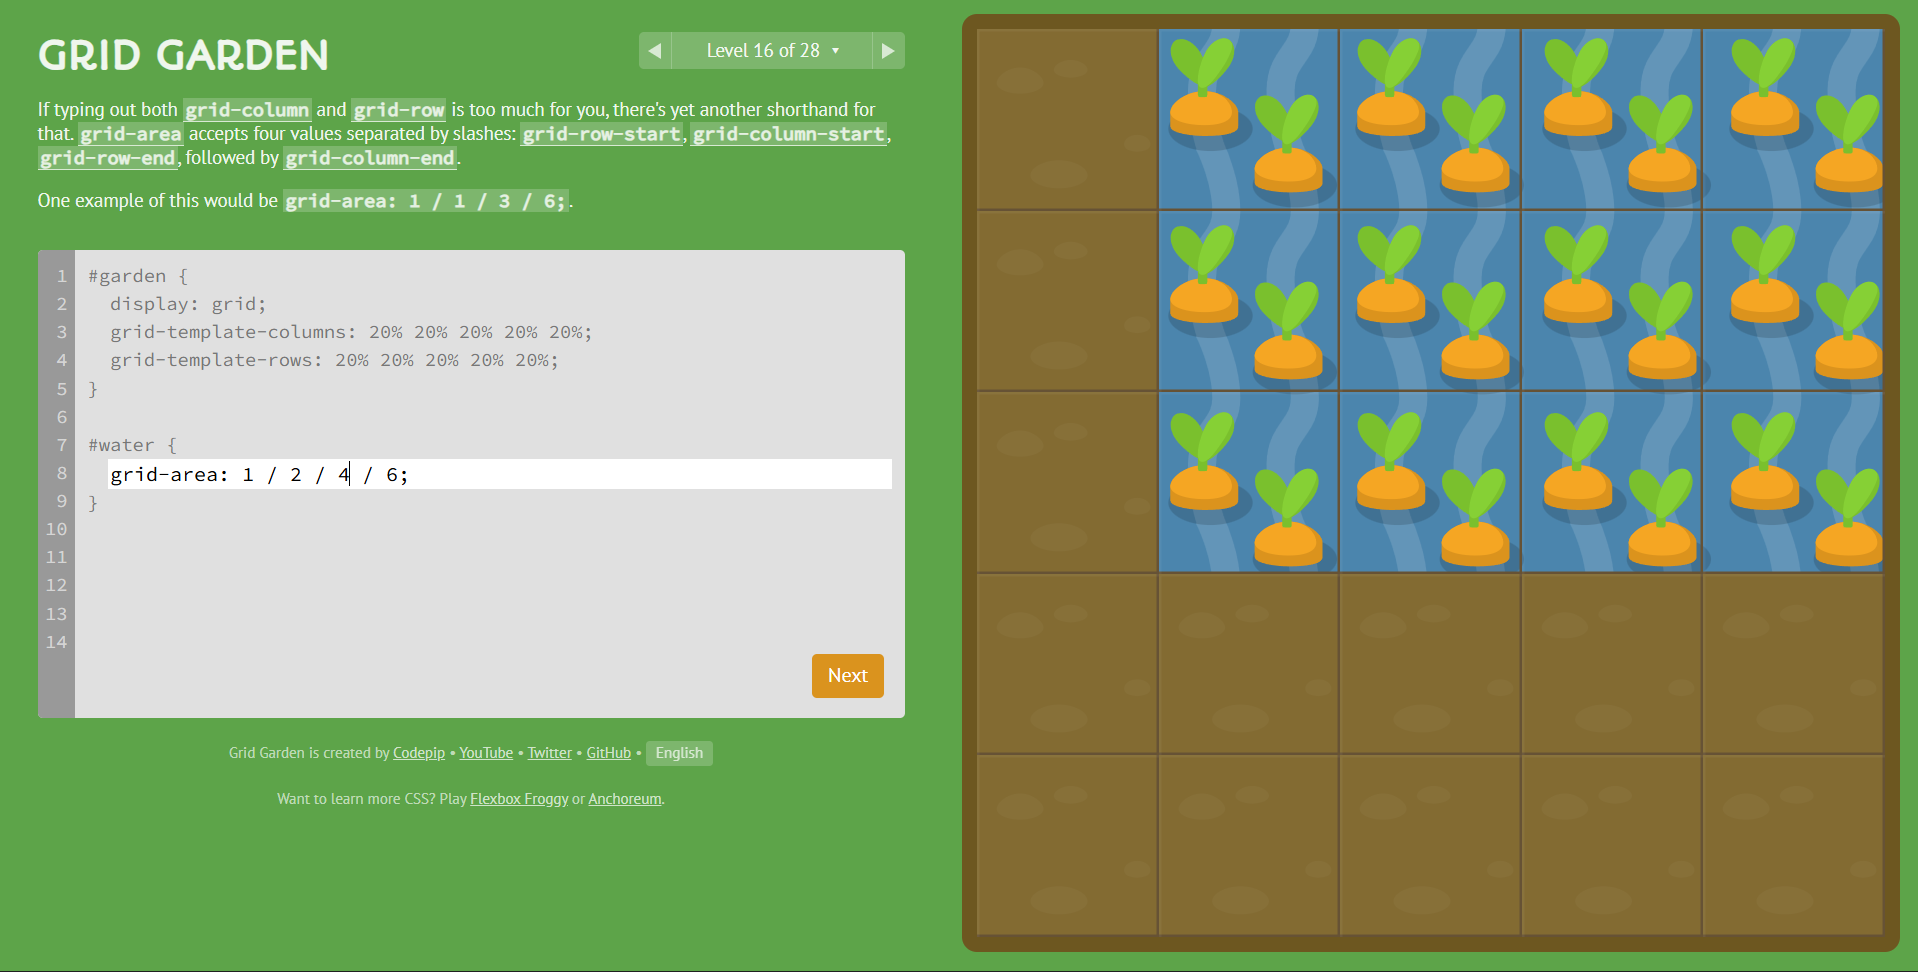 GRID GARDEN
◀ Level 16 of 28 ▼ ▶
If typing out both grid-column and grid-row is too much for you, there's yet another shorthand for
that. grid-area accepts four values separated by slashes: grid-row-start, grid-column-start,
grid-row-end, followed by grid-column-end.
One example of this would be grid-area: 1 / 1 / 3 / 6;.
1 #garden {
2   display: grid;
3   grid-template-columns: 20% 20% 20% 20% 20%;
4   grid-template-rows: 20% 20% 20% 20% 20%;
5 }
6
7 #water {
8   grid-area: 1 / 2 / 4 / 6;
9 }
10
11
12
13
14
Next
Grid Garden is created by Codepip • YouTube • Twitter • GitHub • English
Want to learn more CSS? Play Flexbox Froggy or Anchoreum.